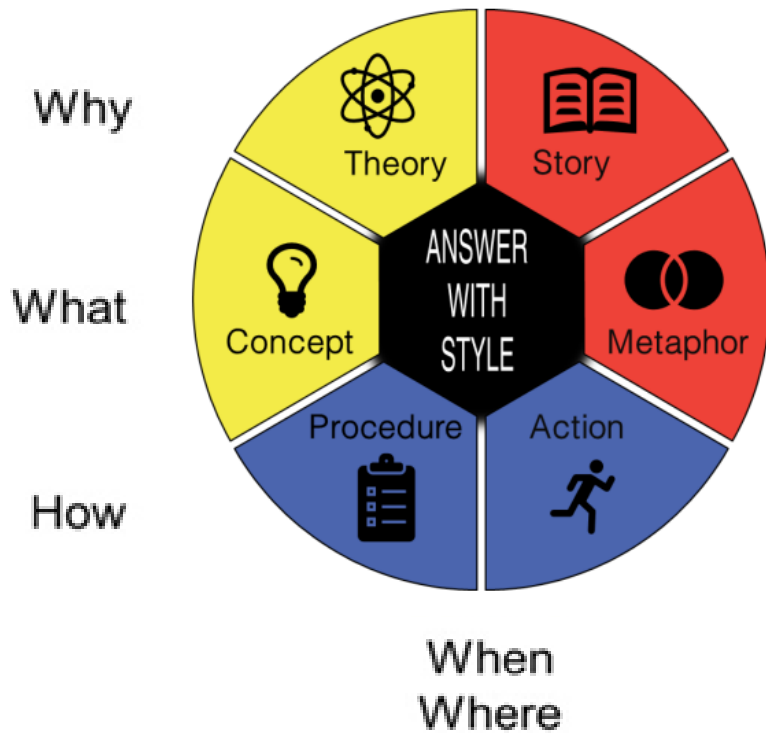 Why
Theory
Story
What
ANSWER
WITH
STYLE
Concept
Metaphor
How
Procedure
Action
When
Where